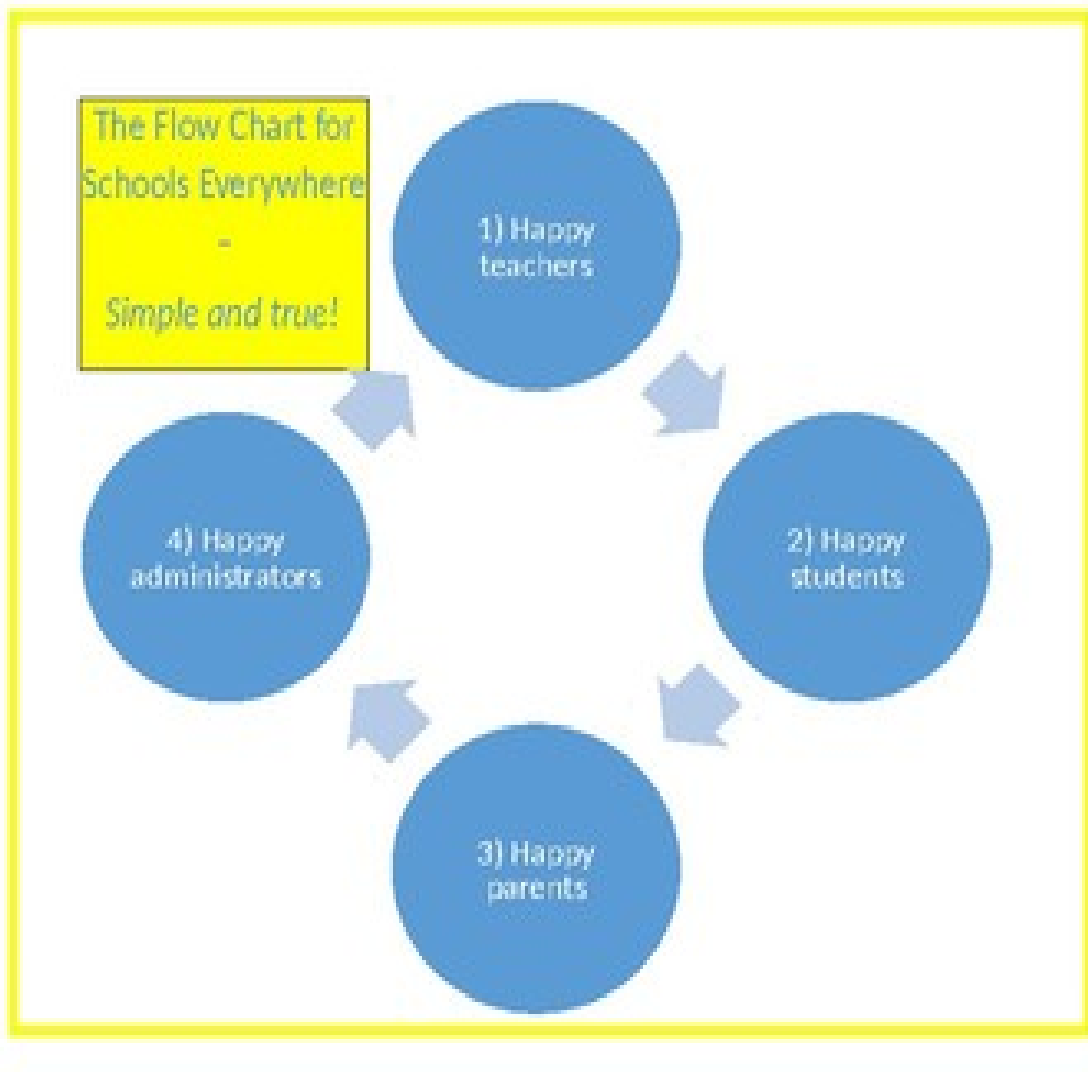 The Flow Chart for
Schools Everywhere
-
Simple and true!
1) Happy
teachers
2) Happy
students
3) Happy
parents
4) Happy
administrators